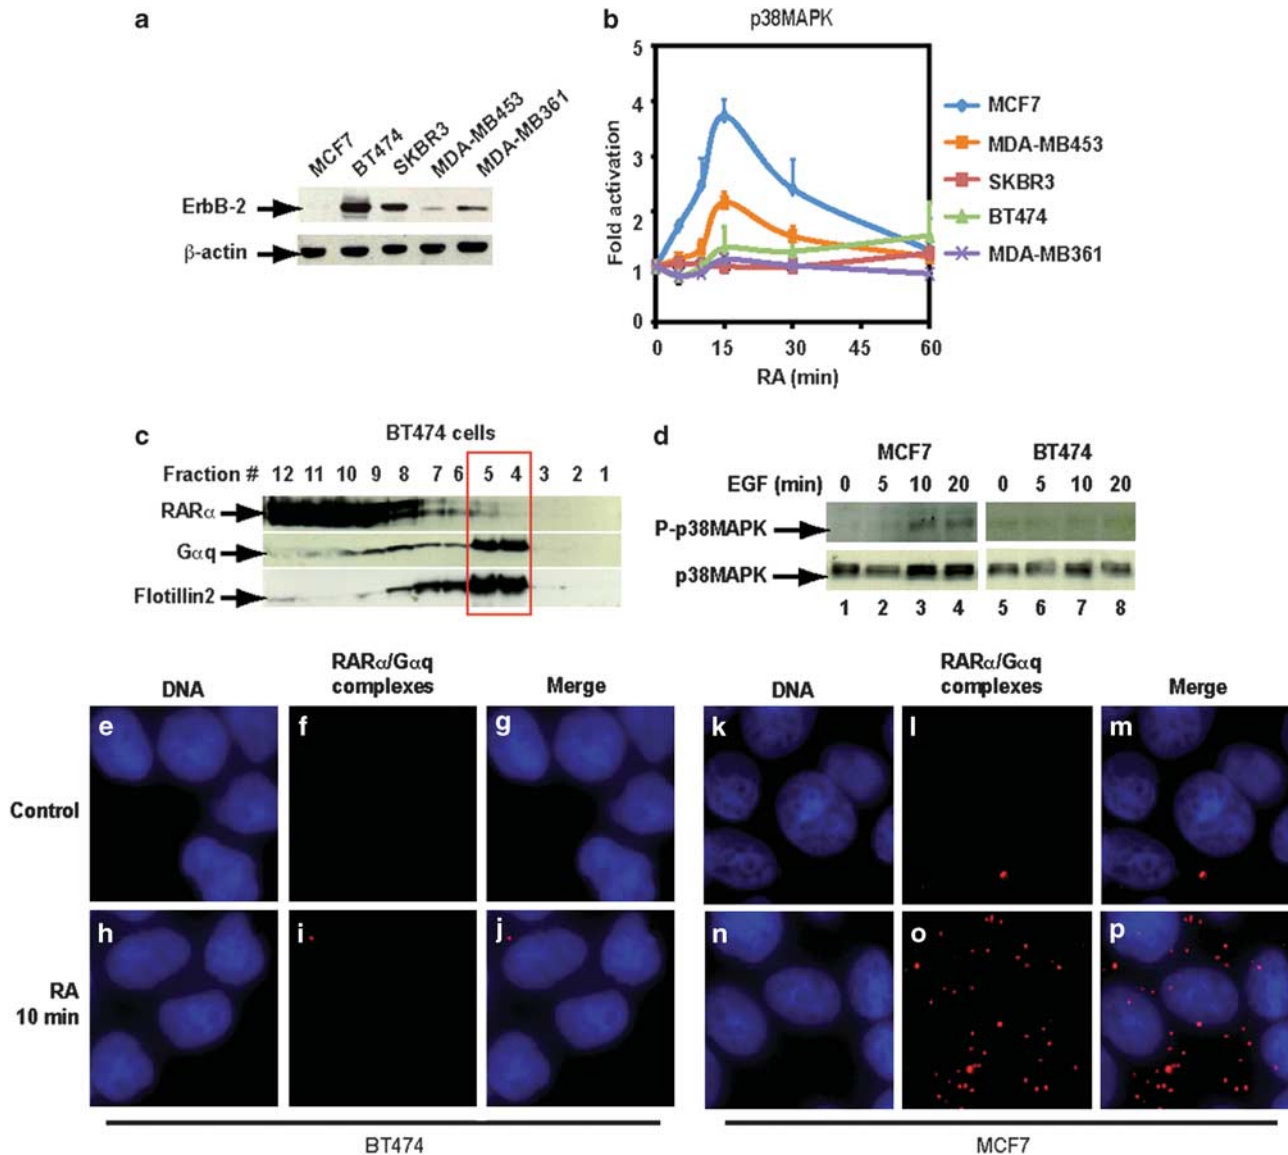 a
MCF7 BT474 SKBR3 MDA-MB453 MDA-MB361
ErbB-2
β-actin
b
p38MAPK
Fold activation
5
4
3
2
1
0
0 15 30 45 60
RA (min)
MCF7
MDA-MB453
SKBR3
BT474
MDA-MB361
c
BT474 cells
Fraction # 12 11 10 9 8 7 6 5 4 3 2 1
RARα
Gαq
Flotillin2
d
MCF7 BT474
EGF (min) 0 5 10 20 0 5 10 20
P-p38MAPK
p38MAPK
1 2 3 4 5 6 7 8
DNA RARα/Gαq complexes Merge DNA RARα/Gαq complexes Merge
Control
e f g k l m
RA
10 min
h i j n o p
BT474 MCF7